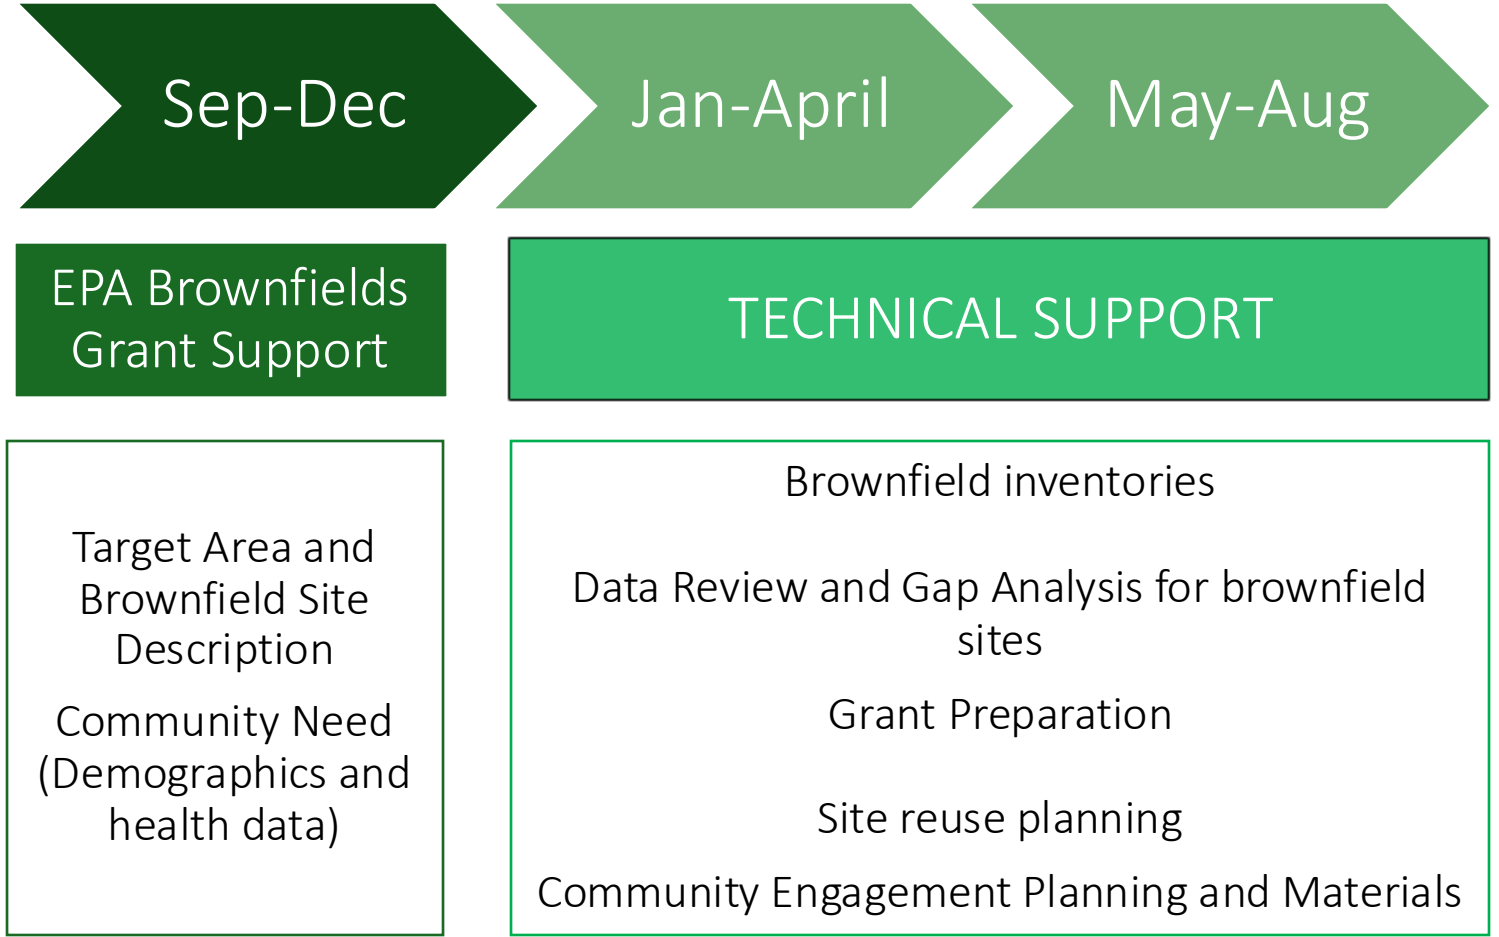 Sep-Dec
Jan-April
May-Aug
EPA Brownfields
Grant Support
TECHNICAL SUPPORT
Target Area and
Brownfield Site
Description
Community Need
(Demographics and
health data)
Brownfield inventories
Data Review and Gap Analysis for brownfield
sites
Grant Preparation
Site reuse planning
Community Engagement Planning and Materials